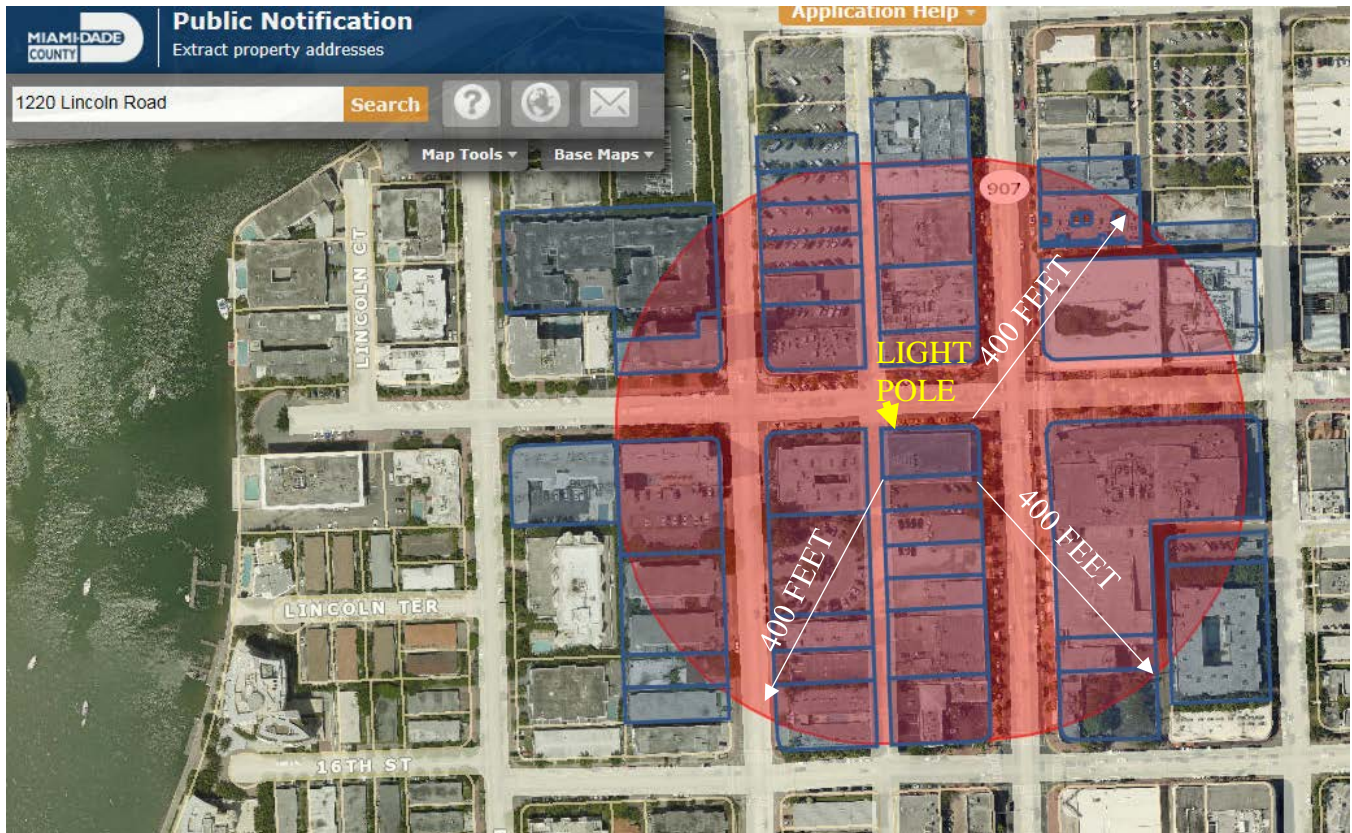 MIAMI-DADE
COUNTY
Public Notification
Extract property addresses
Application Help
1220 Lincoln Road
Search
?
Map Tools
Base Maps
907
LINCOLN CT
400 FEET
LIGHT
POLE
400 FEET
400 FEET
LINCOLN TER
16TH ST